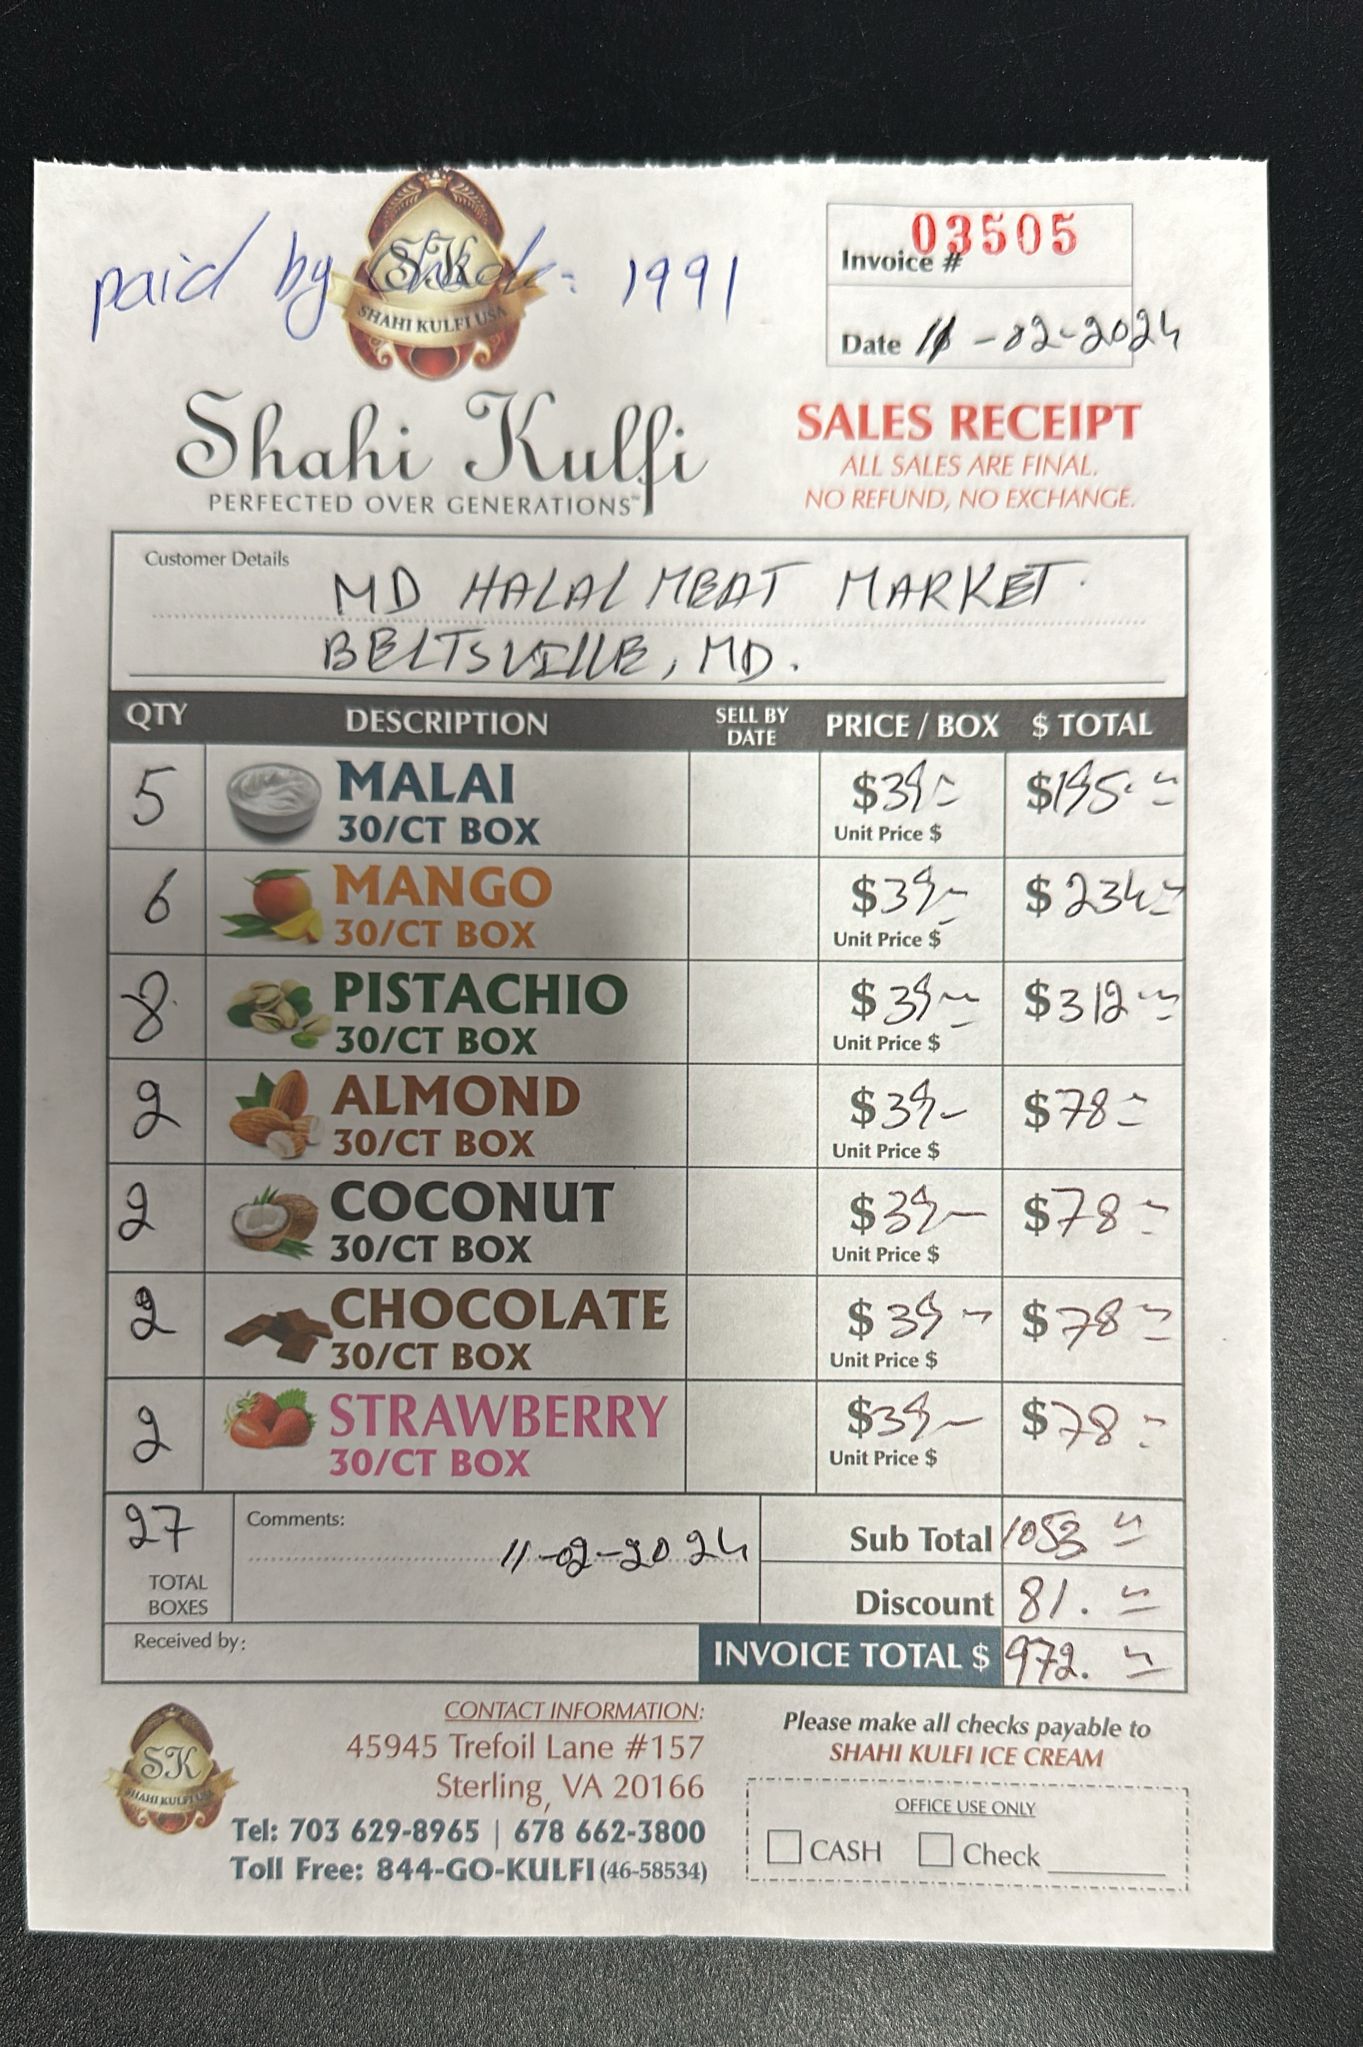 03505
Invoice #
paid by Check: 1991
Date 11-02-2024
SK
SHAHI KULFI USA
Shahi Kulfi
PERFECTED OVER GENERATIONS™
SALES RECEIPT
ALL SALES ARE FINAL.
NO REFUND, NO EXCHANGE.
Customer Details
MD HALAL MEAT MARKET.
BELTSVILLE, MD.
QTY DESCRIPTION SELL BY DATE PRICE / BOX $ TOTAL
5 MALAI $39- $195.-
30/CT BOX Unit Price $
6 MANGO $39- $234-
30/CT BOX Unit Price $
8 PISTACHIO $39- $312-
30/CT BOX Unit Price $
2 ALMOND $39- $78-
30/CT BOX Unit Price $
2 COCONUT $39- $78-
30/CT BOX Unit Price $
2 CHOCOLATE $39- $78-
30/CT BOX Unit Price $
2 STRAWBERRY $39- $78-
30/CT BOX Unit Price $
27 Comments: Sub Total 1053-
11-02-2024
TOTAL
BOXES
Discount 81.-
Received by: INVOICE TOTAL $ 972.-
SK
SHAHI KULFI USA
CONTACT INFORMATION:
45945 Trefoil Lane #157
Sterling, VA 20166
Tel: 703 629-8965 | 678 662-3800
Toll Free: 844-GO-KULFI (46-58534)
Please make all checks payable to
SHAHI KULFI ICE CREAM
OFFICE USE ONLY
CASH Check